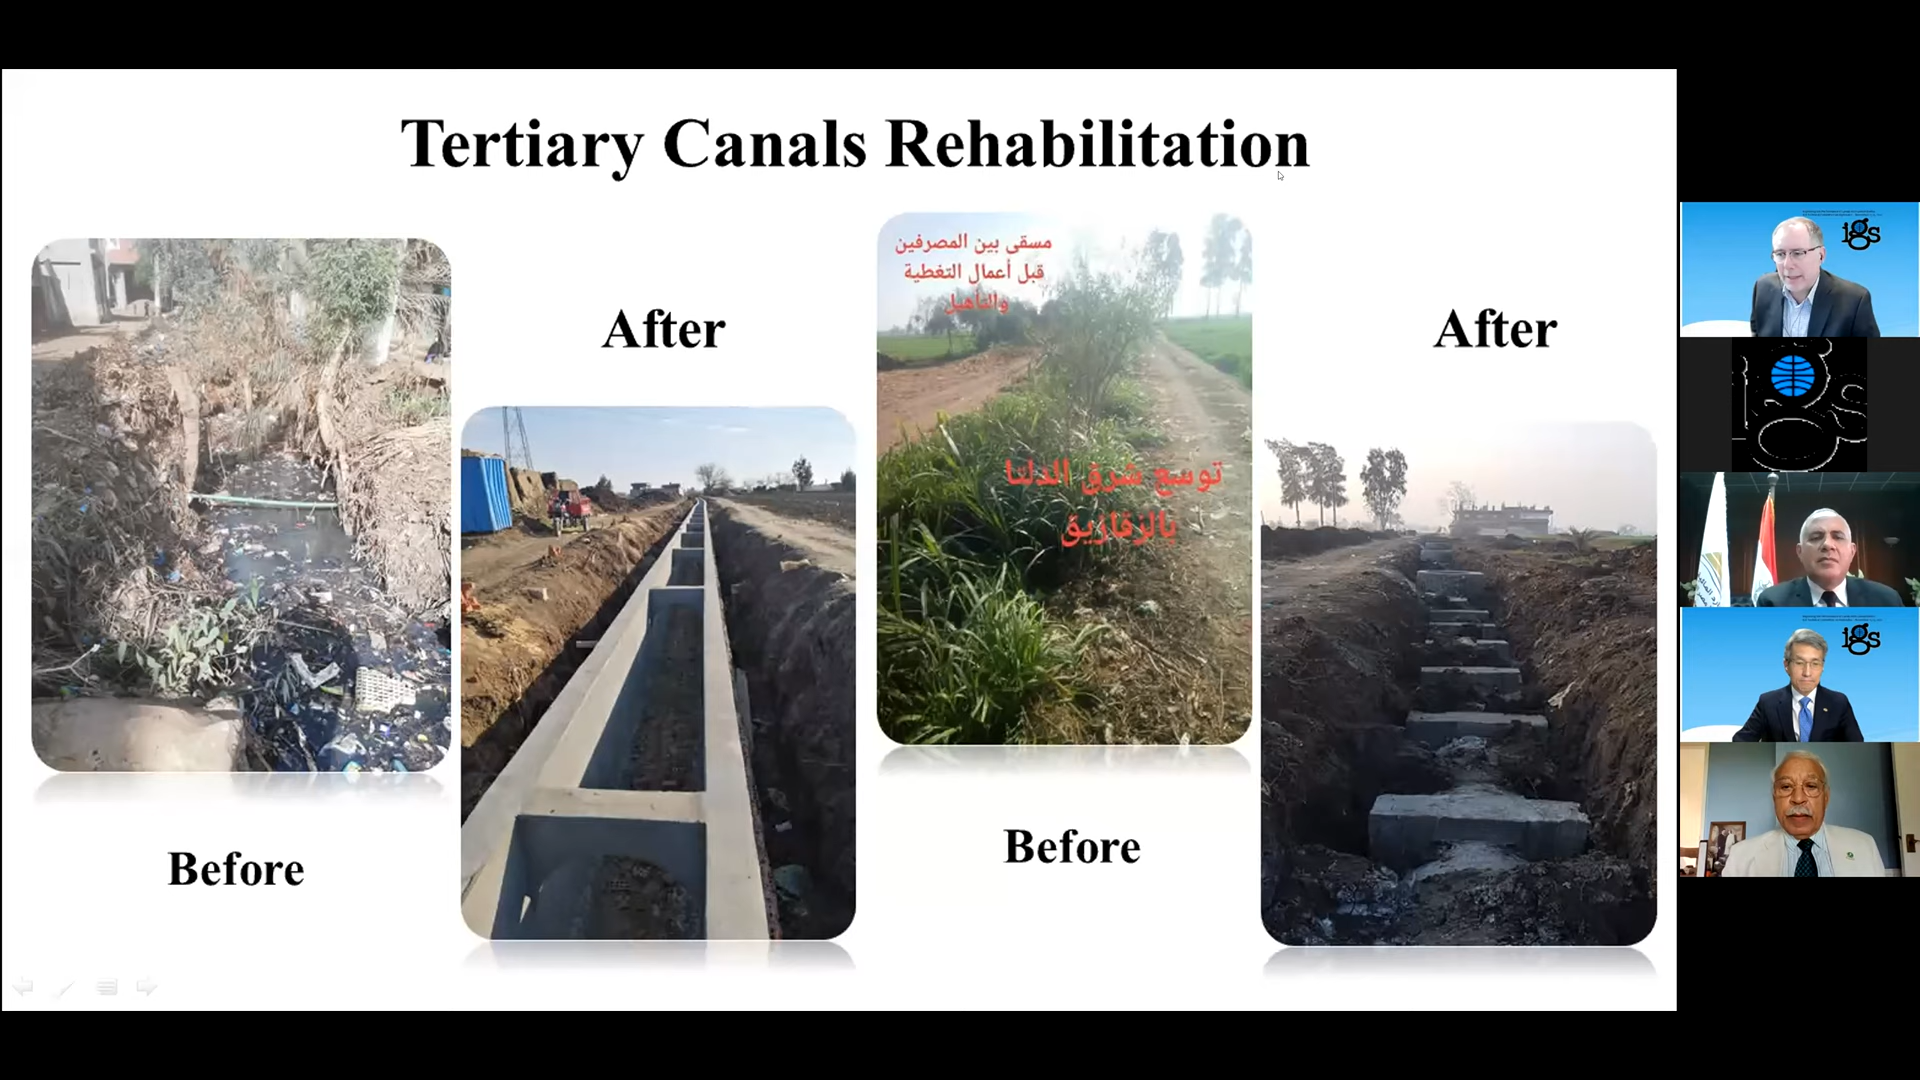 Tertiary Canals Rehabilitation
مسقى بين المصرفين
قبل أعمال التغطية
والتأهيل
After
After
توسع شرق الدلتا
بالزقازيق
Before
Before
igs
igs
igs